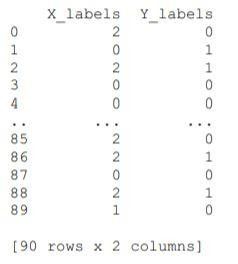 X_labels Y_labels
0 2 0
1 0 1
2 2 1
3 0 0
4 0 0
.. ... ...
85 2 0
86 2 1
87 0 0
88 2 1
89 1 0
[90 rows x 2 columns]